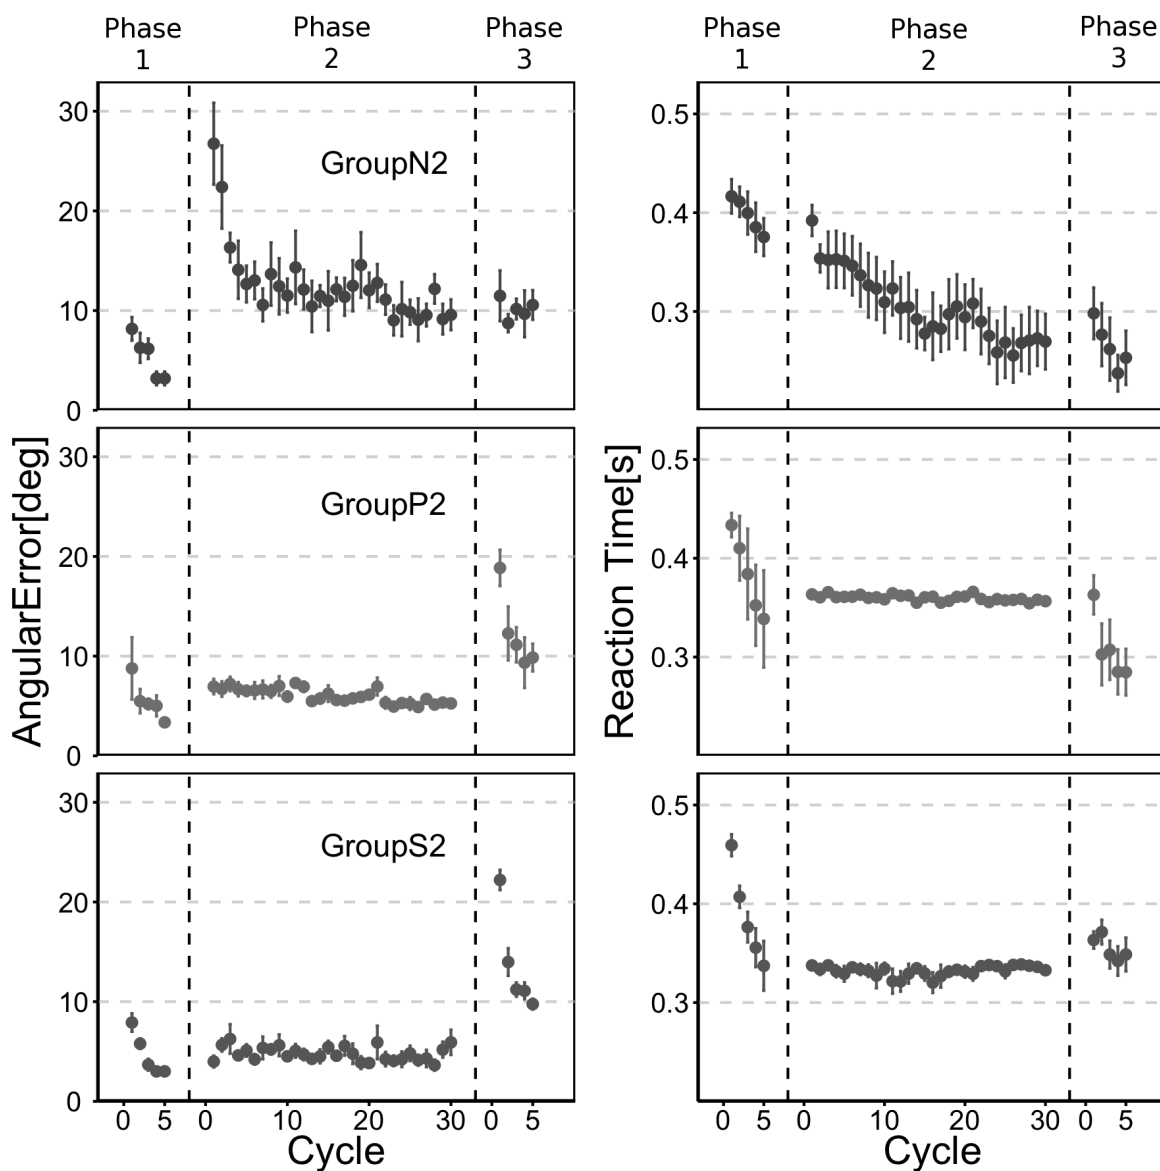 Phase Phase Phase Phase Phase Phase
1 2 3 1 2 3
30 0.5
GroupN2
20 0.4
10 0.3
0
AngularError[deg]
Reaction Time[s]
30 0.5
GroupP2
20 0.4
10 0.3
0
30 0.5
GroupS2
20 0.4
10 0.3
0
0 5 0 10 20 30 0 5 0 5 0 10 20 30 0 5
Cycle Cycle